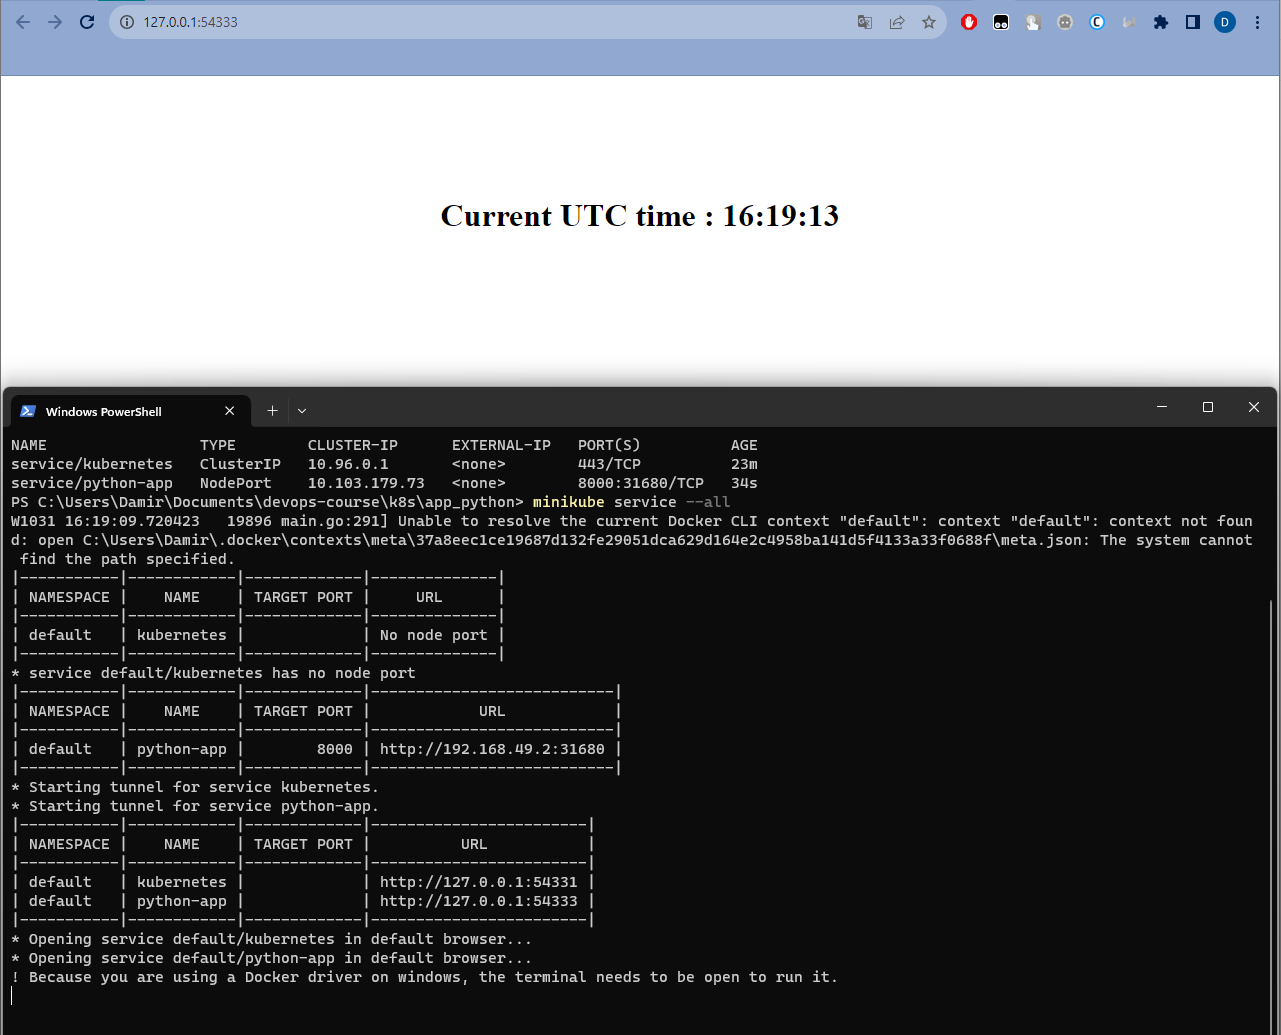 127.0.0.1:54333
D
Current UTC time : 16:19:13
Windows PowerShell
NAME TYPE CLUSTER-IP EXTERNAL-IP PORT(S) AGE
service/kubernetes ClusterIP 10.96.0.1 <none> 443/TCP 23m
service/python-app NodePort 10.103.179.73 <none> 8000:31680/TCP 34s
PS C:\Users\Damir\Documents\devops-course\k8s\app_python> minikube service --all
W1031 16:19:09.720423 19896 main.go:291] Unable to resolve the current Docker CLI context "default": context "default": context not foun
d: open C:\Users\Damir\.docker\contexts\meta\37a8eec1ce19687d132fe29051dca629d164e2c4958ba141d5f4133a33f0688f\meta.json: The system cannot
find the path specified.
|-----------|------------|-------------|--------------|
| NAMESPACE | NAME | TARGET PORT | URL |
|-----------|------------|-------------|--------------|
| default | kubernetes | | No node port |
|-----------|------------|-------------|--------------|
* service default/kubernetes has no node port
|-----------|------------|-------------|---------------------------|
| NAMESPACE | NAME | TARGET PORT | URL |
|-----------|------------|-------------|---------------------------|
| default | python-app | 8000 | http://192.168.49.2:31680 |
|-----------|------------|-------------|---------------------------|
* Starting tunnel for service kubernetes.
* Starting tunnel for service python-app.
|-----------|------------|-------------|------------------------|
| NAMESPACE | NAME | TARGET PORT | URL |
|-----------|------------|-------------|------------------------|
| default | kubernetes | | http://127.0.0.1:54331 |
| default | python-app | | http://127.0.0.1:54333 |
|-----------|------------|-------------|------------------------|
* Opening service default/kubernetes in default browser...
* Opening service default/python-app in default browser...
! Because you are using a Docker driver on windows, the terminal needs to be open to run it.